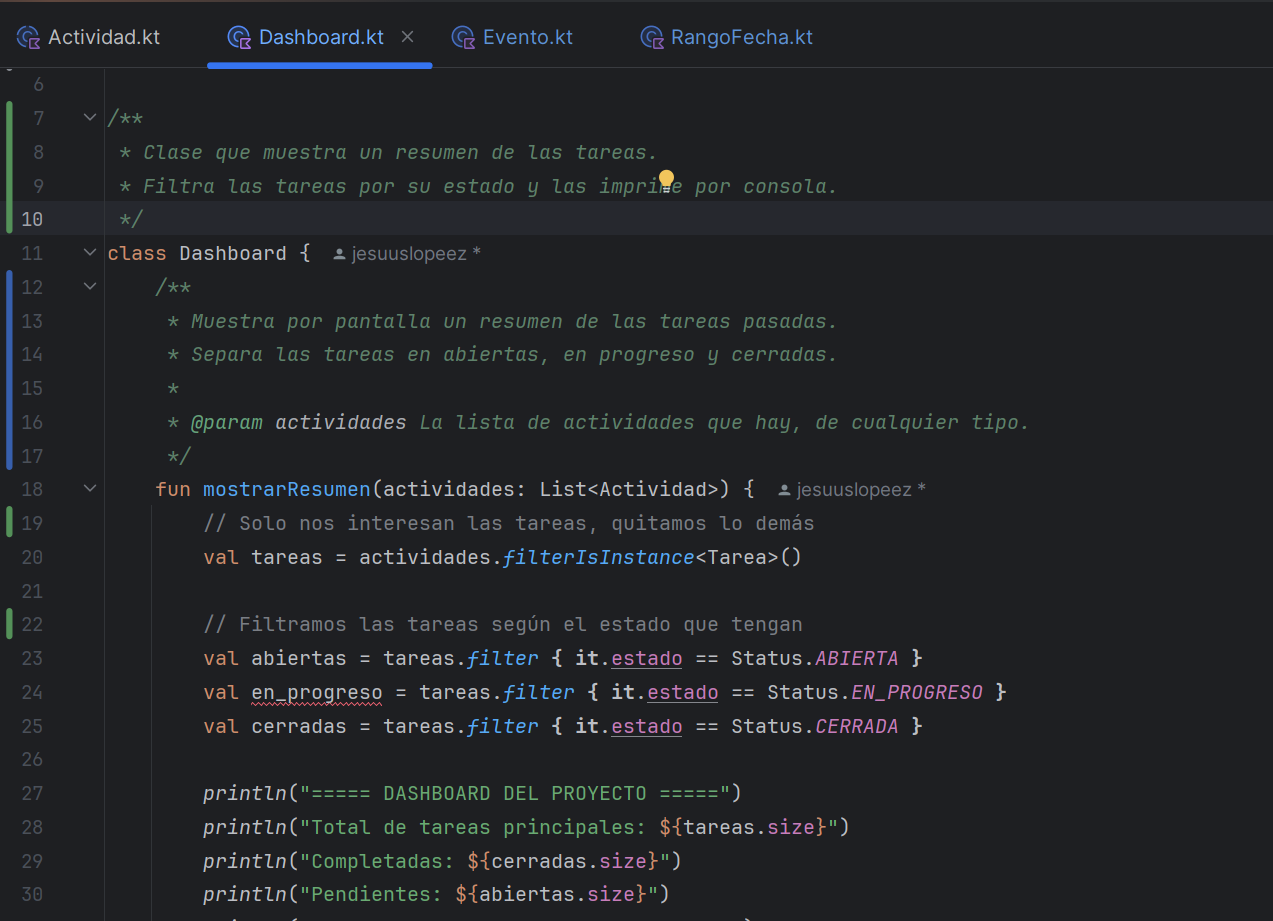 Actividad.kt Dashboard.kt Evento.kt RangoFecha.kt
6
7 /**
8 * Clase que muestra un resumen de las tareas.
9 * Filtra las tareas por su estado y las imprime por consola.
10 */
11 class Dashboard { jesuuslopeez *
12 /**
13 * Muestra por pantalla un resumen de las tareas pasadas.
14 * Separa las tareas en abiertas, en progreso y cerradas.
15 *
16 * @param actividades La lista de actividades que hay, de cualquier tipo.
17 */
18 fun mostrarResumen(actividades: List<Actividad>) { jesuuslopeez *
19 // Solo nos interesan las tareas, quitamos lo demás
20 val tareas = actividades.filterIsInstance<Tarea>()
21
22 // Filtramos las tareas según el estado que tengan
23 val abiertas = tareas.filter { it.estado == Status.ABIERTA }
24 val en_progreso = tareas.filter { it.estado == Status.EN_PROGRESO }
25 val cerradas = tareas.filter { it.estado == Status.CERRADA }
26
27 println("===== DASHBOARD DEL PROYECTO =====")
28 println("Total de tareas principales: ${tareas.size}")
29 println("Completadas: ${cerradas.size}")
30 println("Pendientes: ${abiertas.size}")